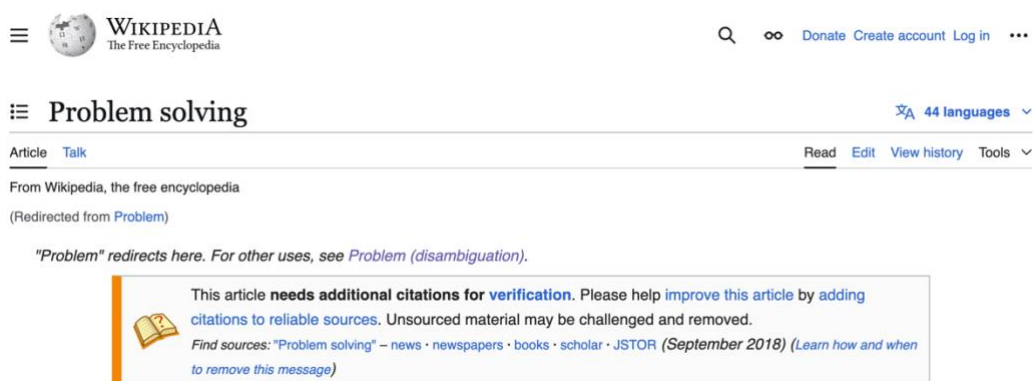 WIKIPEDIA
The Free Encyclopedia
Donate Create account Log in
Problem solving
44 languages
Article Talk
Read Edit View history Tools
From Wikipedia, the free encyclopedia
(Redirected from Problem)
"Problem" redirects here. For other uses, see Problem (disambiguation).
This article needs additional citations for verification. Please help improve this article by adding
citations to reliable sources. Unsourced material may be challenged and removed.
Find sources: "Problem solving" – news · newspapers · books · scholar · JSTOR (September 2018) (Learn how and when
to remove this message)